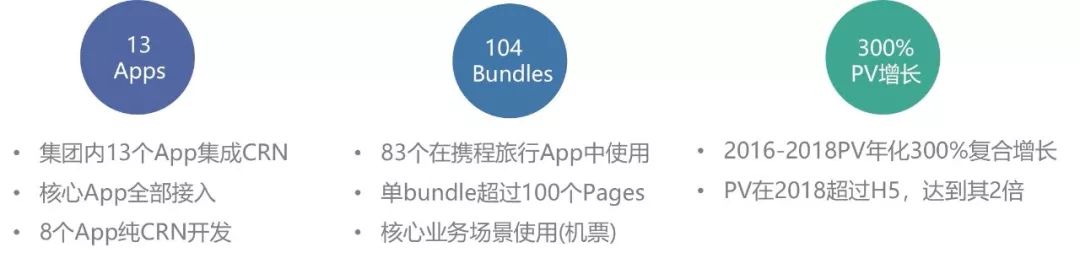 13
Apps
• 集团内13个App集成CRN
• 核心App全部接入
• 8个App纯CRN开发
104
Bundles
• 83个在携程旅行App中使用
• 单bundle超过100个Pages
• 核心业务场景使用(机票)
300%
PV增长
• 2016-2018PV年化300%复合增长
• PV在2018超过H5，达到其2倍